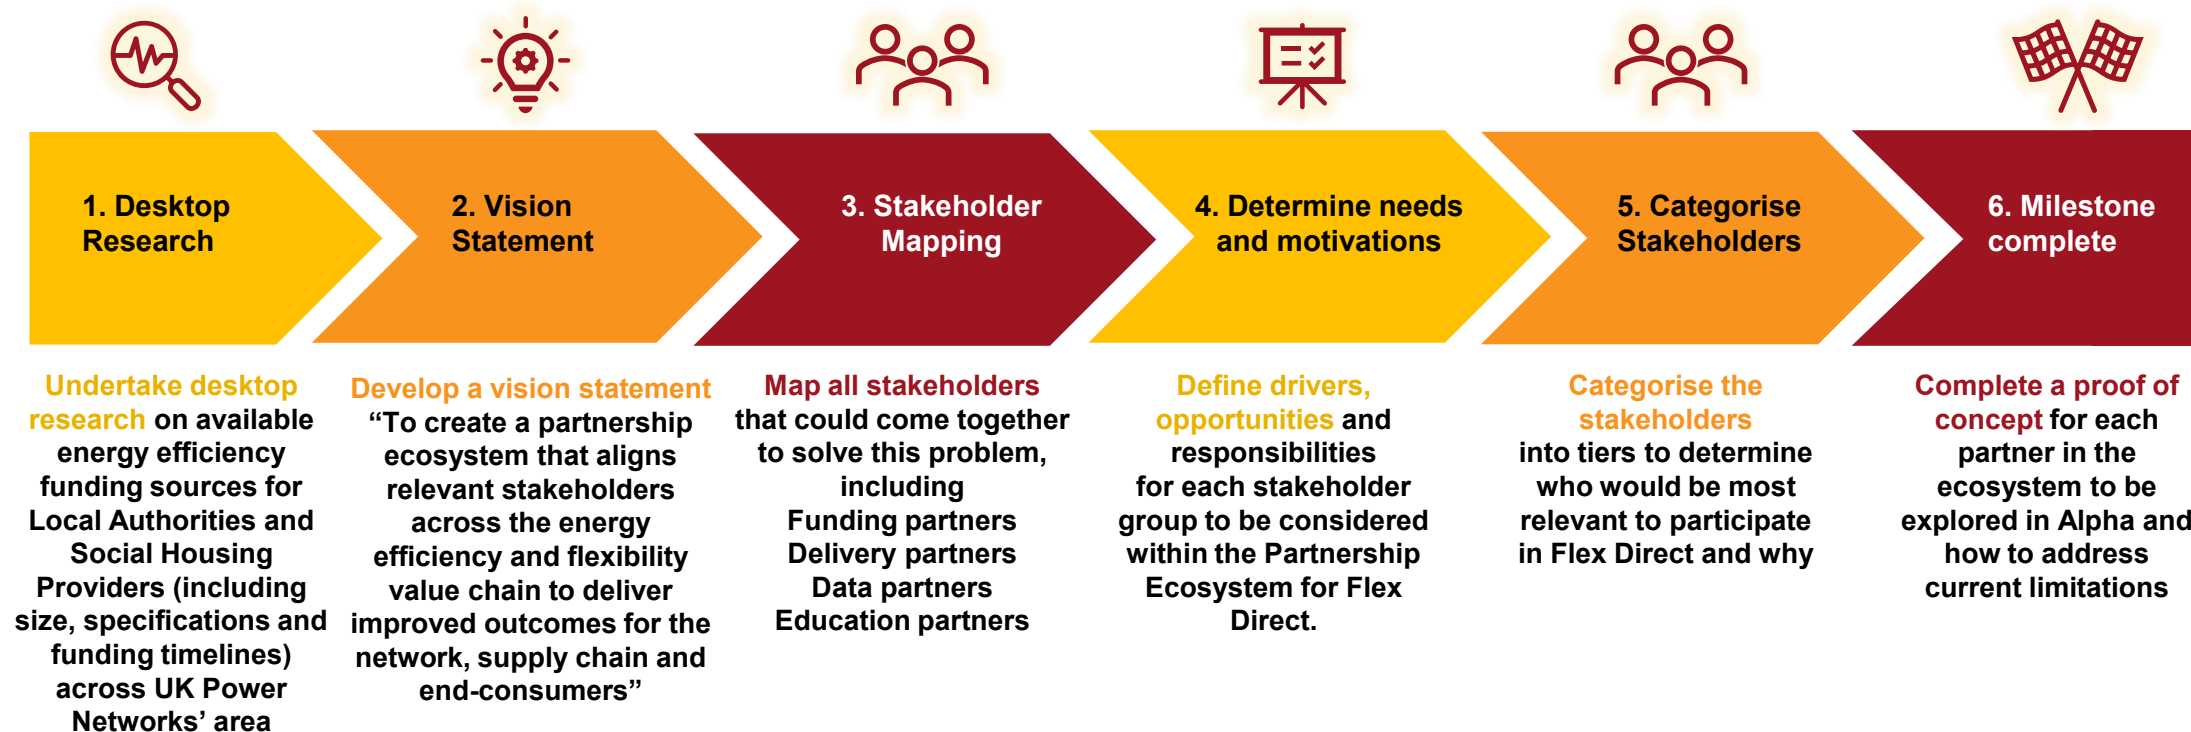 1. Desktop
Research
2. Vision
Statement
3. Stakeholder
Mapping
4. Determine needs
and motivations
5. Categorise
Stakeholders
6. Milestone
complete
Undertake desktop
research on available
energy efficiency
funding sources for
Local Authorities and
Social Housing
Providers (including
size, specifications and
funding timelines)
across UK Power
Networks’ area
Develop a vision statement
“To create a partnership
ecosystem that aligns
relevant stakeholders
across the energy
efficiency and flexibility
value chain to deliver
improved outcomes for the
network, supply chain and
end-consumers”
Map all stakeholders
that could come together
to solve this problem,
including
Funding partners
Delivery partners
Data partners
Education partners
Define drivers,
opportunities and
responsibilities
for each stakeholder
group to be considered
within the Partnership
Ecosystem for Flex
Direct.
Categorise the
stakeholders
into tiers to determine
who would be most
relevant to participate
in Flex Direct and why
Complete a proof of
concept for each
partner in the
ecosystem to be
explored in Alpha and
how to address
current limitations